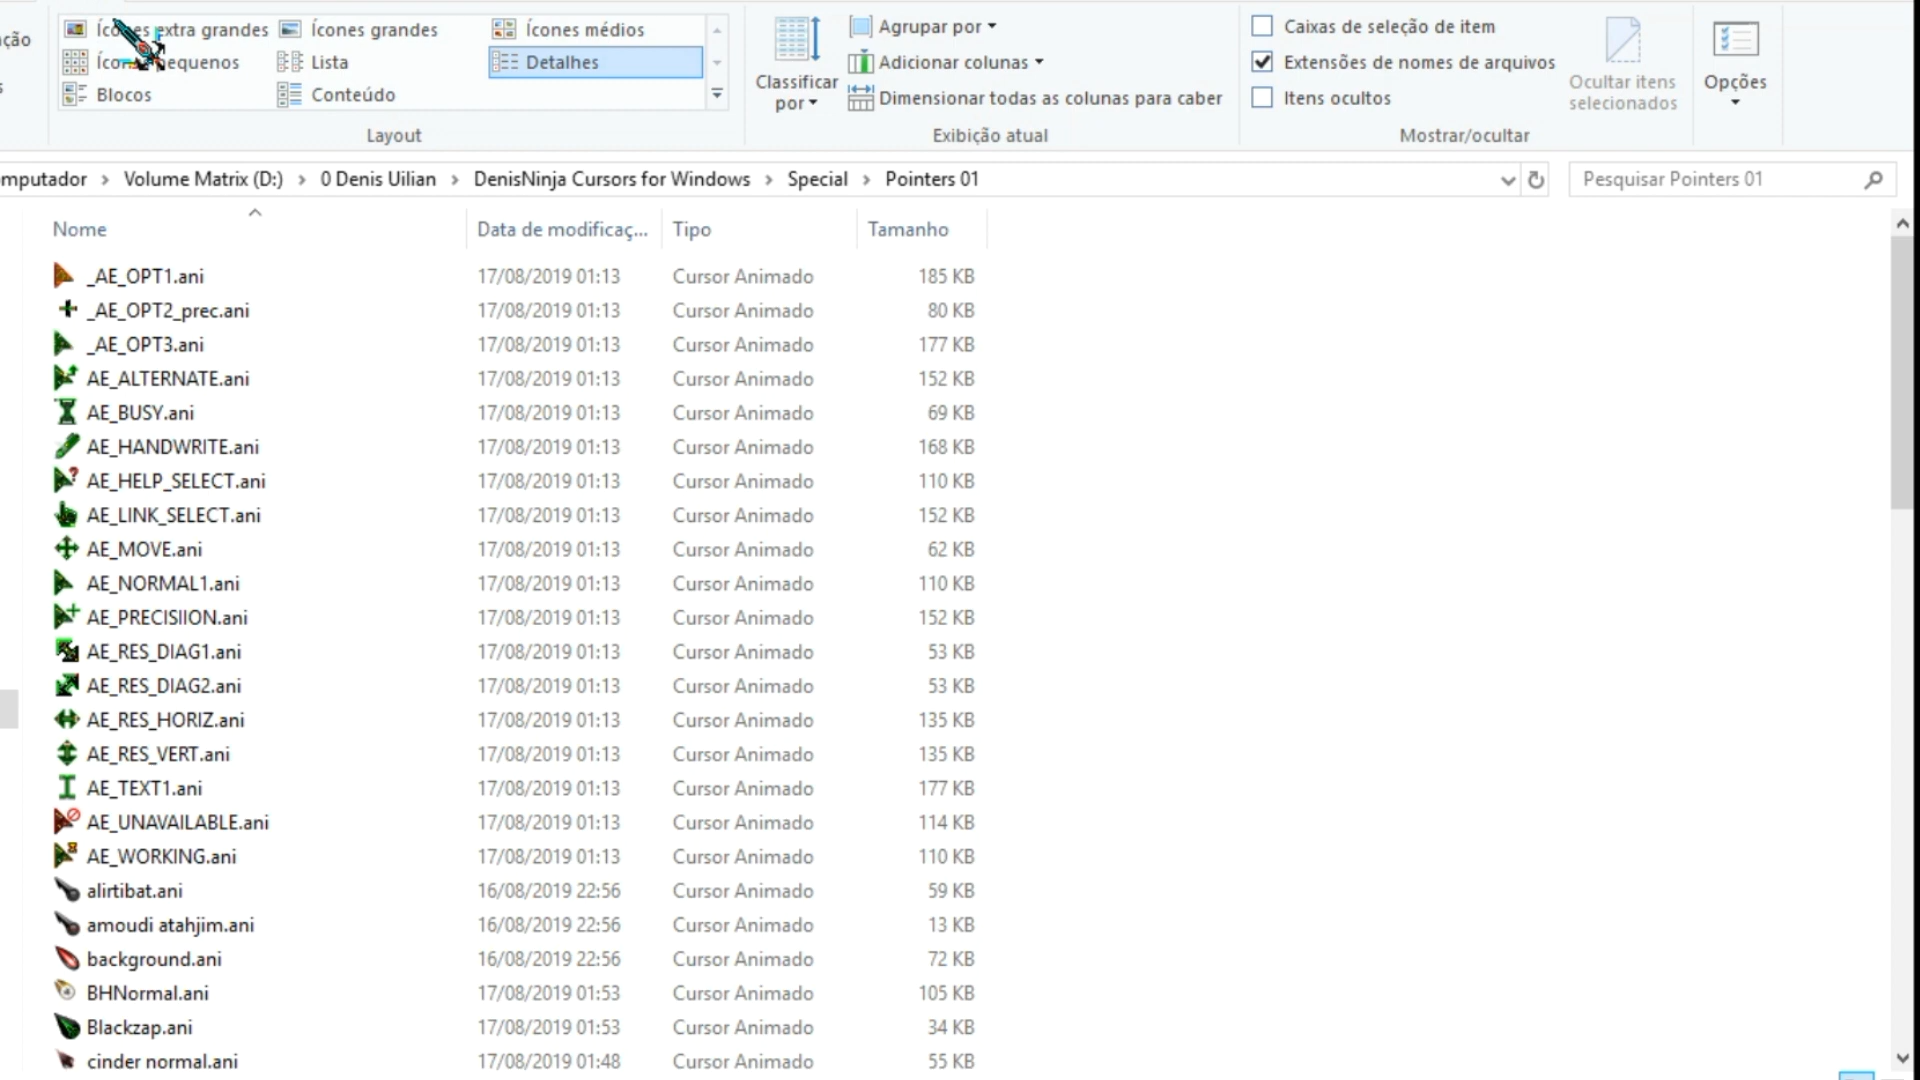 ção
Ícones extra grandes
Ícones grandes
Ícones médios
Lista
Detalhes
Blocos
Conteúdo
Layout
Classificar
por
Agrupar por
Adicionar colunas
Dimensionar todas as colunas para caber
Exibição atual
Caixas de seleção de item
Extensões de nomes de arquivos
Itens ocultos
Ocultar itens
selecionados
Mostrar/ocultar
Opções
mputador > Volume Matrix (D:) > 0 Denis Uilian > DenisNinja Cursors for Windows > Special > Pointers 01
Pesquisar Pointers 01
Nome Data de modificaç... Tipo Tamanho
_AE_OPT1.ani 17/08/2019 01:13 Cursor Animado 185 KB
_AE_OPT2_prec.ani 17/08/2019 01:13 Cursor Animado 80 KB
_AE_OPT3.ani 17/08/2019 01:13 Cursor Animado 177 KB
AE_ALTERNATE.ani 17/08/2019 01:13 Cursor Animado 152 KB
AE_BUSY.ani 17/08/2019 01:13 Cursor Animado 69 KB
AE_HANDWRITE.ani 17/08/2019 01:13 Cursor Animado 168 KB
AE_HELP_SELECT.ani 17/08/2019 01:13 Cursor Animado 110 KB
AE_LINK_SELECT.ani 17/08/2019 01:13 Cursor Animado 152 KB
AE_MOVE.ani 17/08/2019 01:13 Cursor Animado 62 KB
AE_NORMAL1.ani 17/08/2019 01:13 Cursor Animado 110 KB
AE_PRECISIION.ani 17/08/2019 01:13 Cursor Animado 152 KB
AE_RES_DIAG1.ani 17/08/2019 01:13 Cursor Animado 53 KB
AE_RES_DIAG2.ani 17/08/2019 01:13 Cursor Animado 53 KB
AE_RES_HORIZ.ani 17/08/2019 01:13 Cursor Animado 135 KB
AE_RES_VERT.ani 17/08/2019 01:13 Cursor Animado 135 KB
AE_TEXT1.ani 17/08/2019 01:13 Cursor Animado 177 KB
AE_UNAVAILABLE.ani 17/08/2019 01:13 Cursor Animado 114 KB
AE_WORKING.ani 17/08/2019 01:13 Cursor Animado 110 KB
alirtibat.ani 16/08/2019 22:56 Cursor Animado 59 KB
amoudi atahjim.ani 16/08/2019 22:56 Cursor Animado 13 KB
background.ani 16/08/2019 22:56 Cursor Animado 72 KB
BHNormal.ani 17/08/2019 01:53 Cursor Animado 105 KB
Blackzap.ani 17/08/2019 01:53 Cursor Animado 34 KB
cinder normal.ani 17/08/2019 01:48 Cursor Animado 55 KB